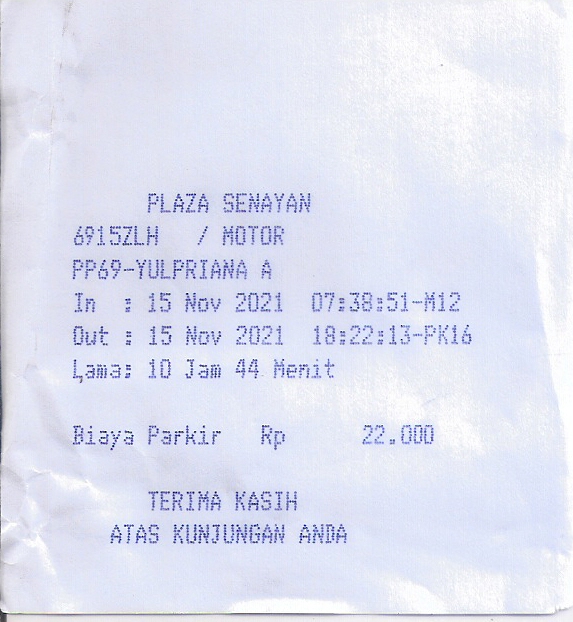 PLAZA SENAYAN
6915ZLH / MOTOR
PP69-YULPRIANA A
In : 15 Nov 2021 07:38:51-M12
Out : 15 Nov 2021 18:22:13-PK16
Lama: 10 Jam 44 Menit
Biaya Parkir Rp 22.000
TERIMA KASIH
ATAS KUNJUNGAN ANDA